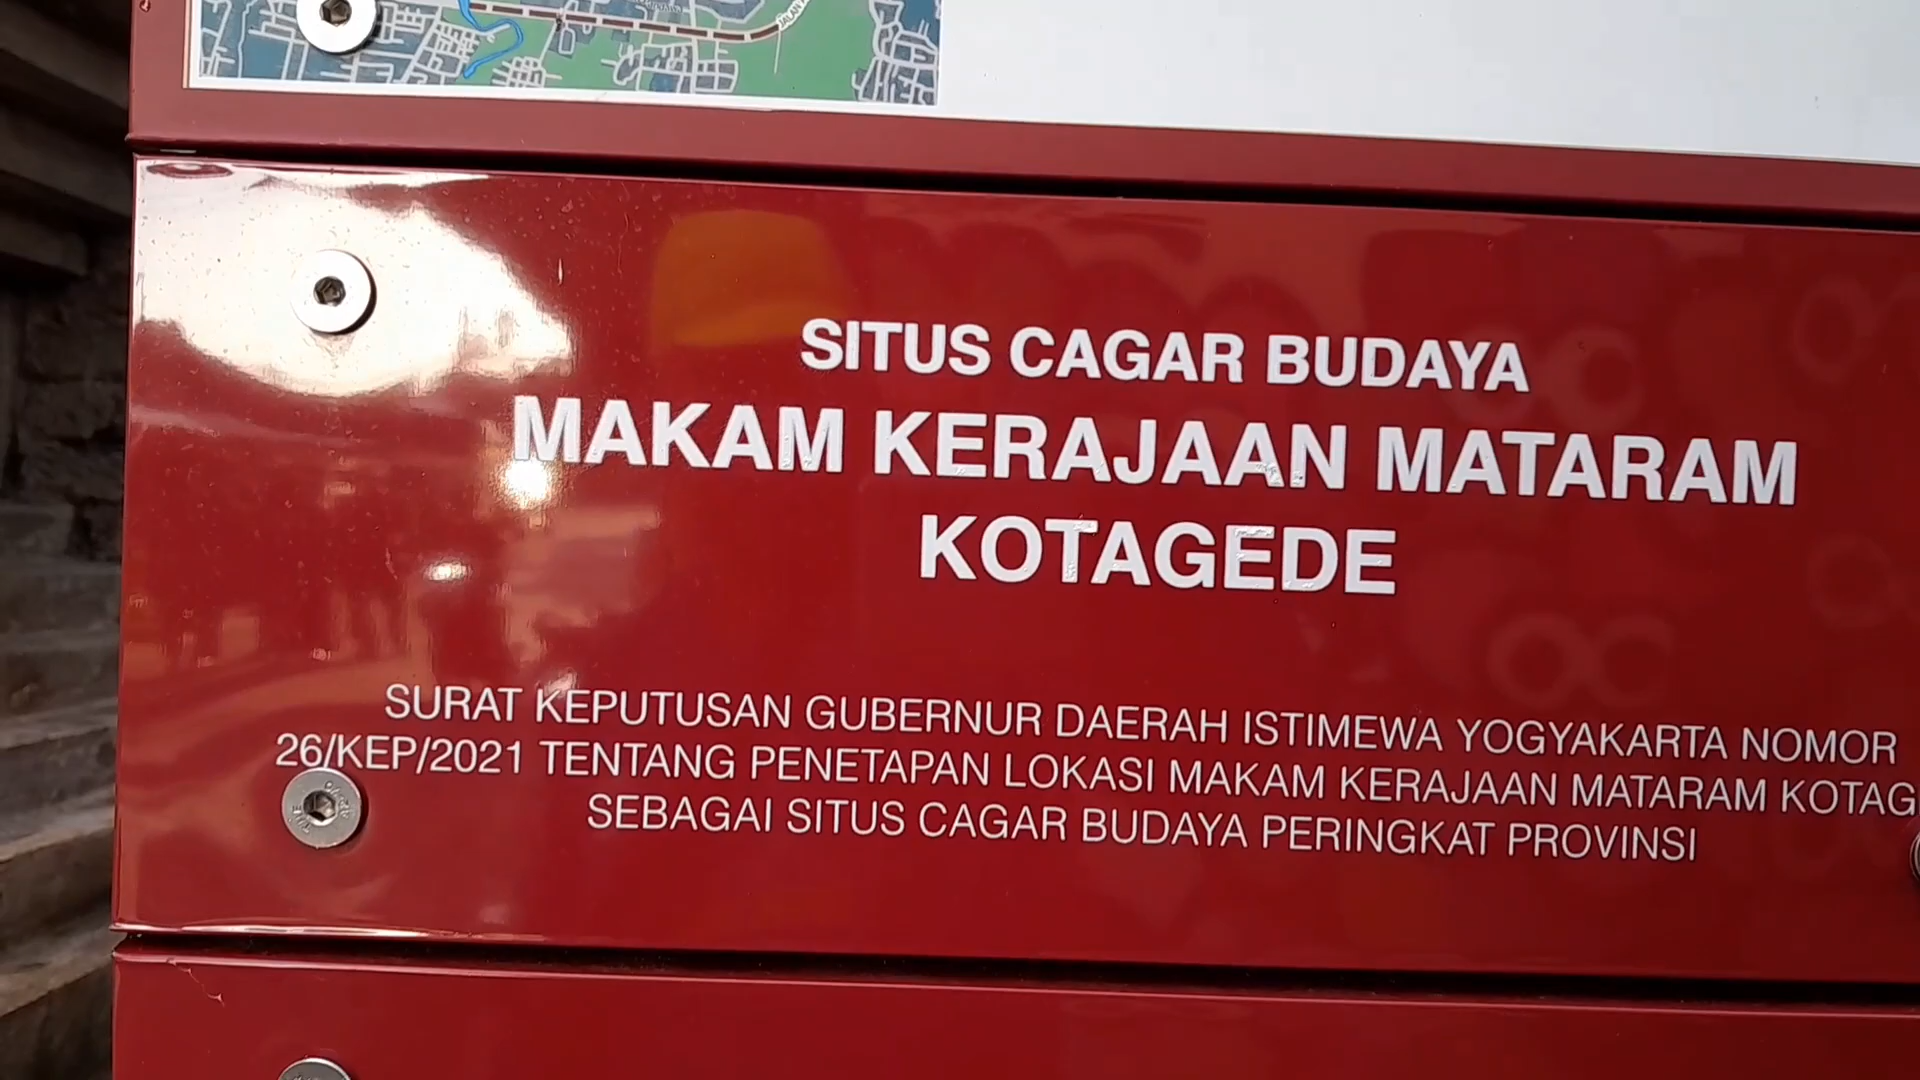 JALAN
SITUS CAGAR BUDAYA
MAKAM KERAJAAN MATARAM
KOTAGEDE
SURAT KEPUTUSAN GUBERNUR DAERAH ISTIMEWA YOGYAKARTA NOMOR
26/KEP/2021 TENTANG PENETAPAN LOKASI MAKAM KERAJAAN MATARAM KOTAG
SEBAGAI SITUS CAGAR BUDAYA PERINGKAT PROVINSI